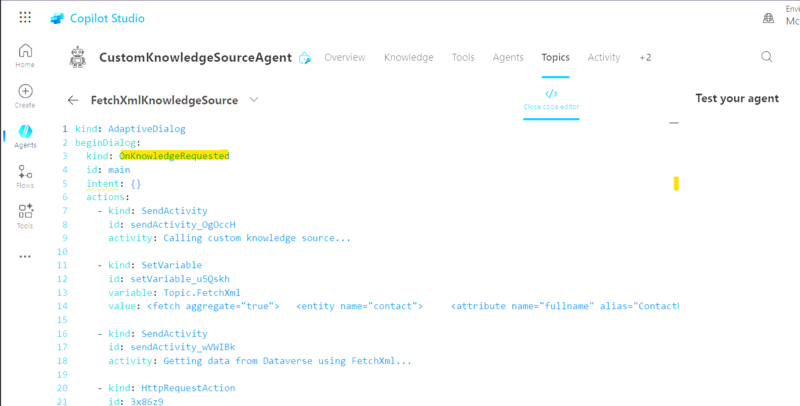 Copilot Studio
Envi
Mc
Home
Create
Agents
Flows
Tools
CustomKnowledgeSourceAgent
Overview
Knowledge
Tools
Agents
Topics
Activity
+2
FetchXmlKnowledgeSource
Close code editor
Test your agent
1 kind: AdaptiveDialog
2 beginDialog:
3 kind: OnKnowledgeRequested
4 id: main
5 intent: {}
6 actions:
7 - kind: SendActivity
8 id: sendActivity_OgOccH
9 activity: Calling custom knowledge source...
10
11 - kind: SetVariable
12 id: setVariable_u5Qskh
13 variable: Topic.FetchXml
14 value: <fetch aggregate="true"> <entity name="contact"> <attribute name="fullname" alias="Contact
15
16 - kind: SendActivity
17 id: sendActivity_wVWIBk
18 activity: Getting data from Dataverse using FetchXml...
19
20 - kind: HttpRequestAction
21 id: 3x86z9